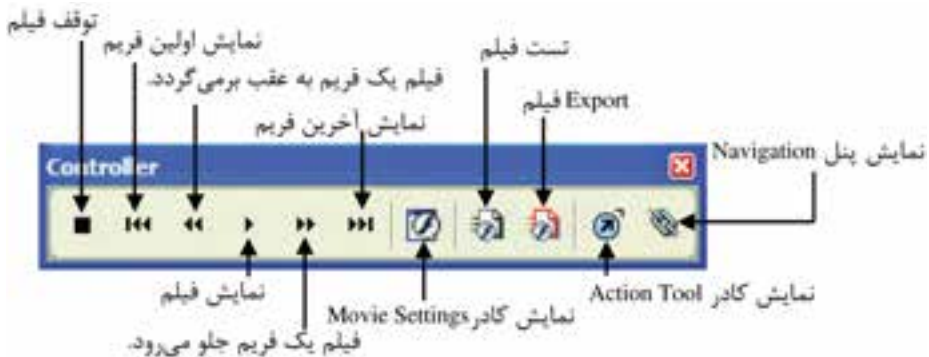 توقف فیلم
نمایش اولین فریم
فیلم یک فریم به عقب برمی‌گردد.
نمایش آخرین فریم
تست فیلم
Export فیلم
نمایش پنل Navigation
Controller
نمایش فیلم
فیلم یک فریم جلو می‌رود.
نمایش کادر Movie Settings
نمایش کادر Action Tool